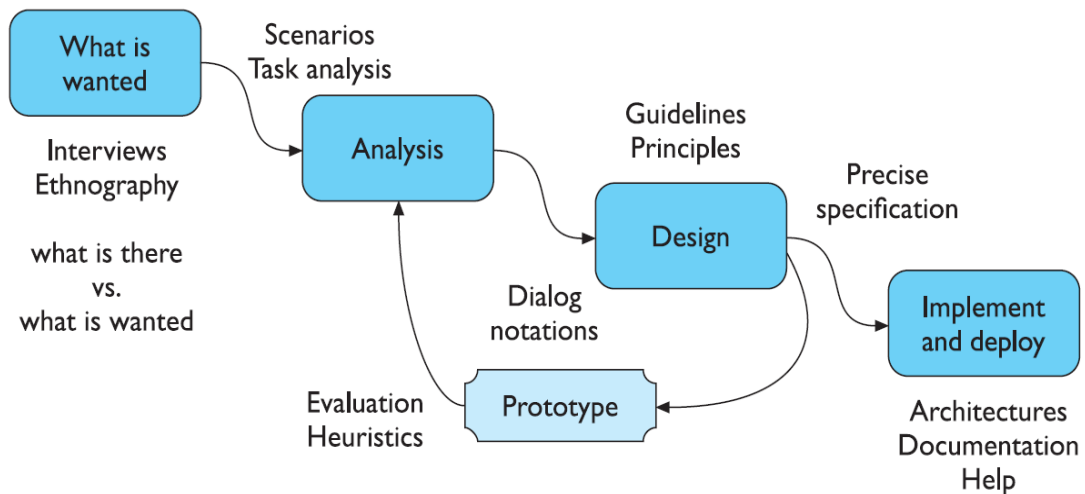 What is
wanted
Scenarios
Task analysis
Interviews
Ethnography
what is there
vs.
what is wanted
Analysis
Guidelines
Principles
Design
Precise
specification
Dialog
notations
Implement
and deploy
Evaluation
Heuristics
Prototype
Architectures
Documentation
Help